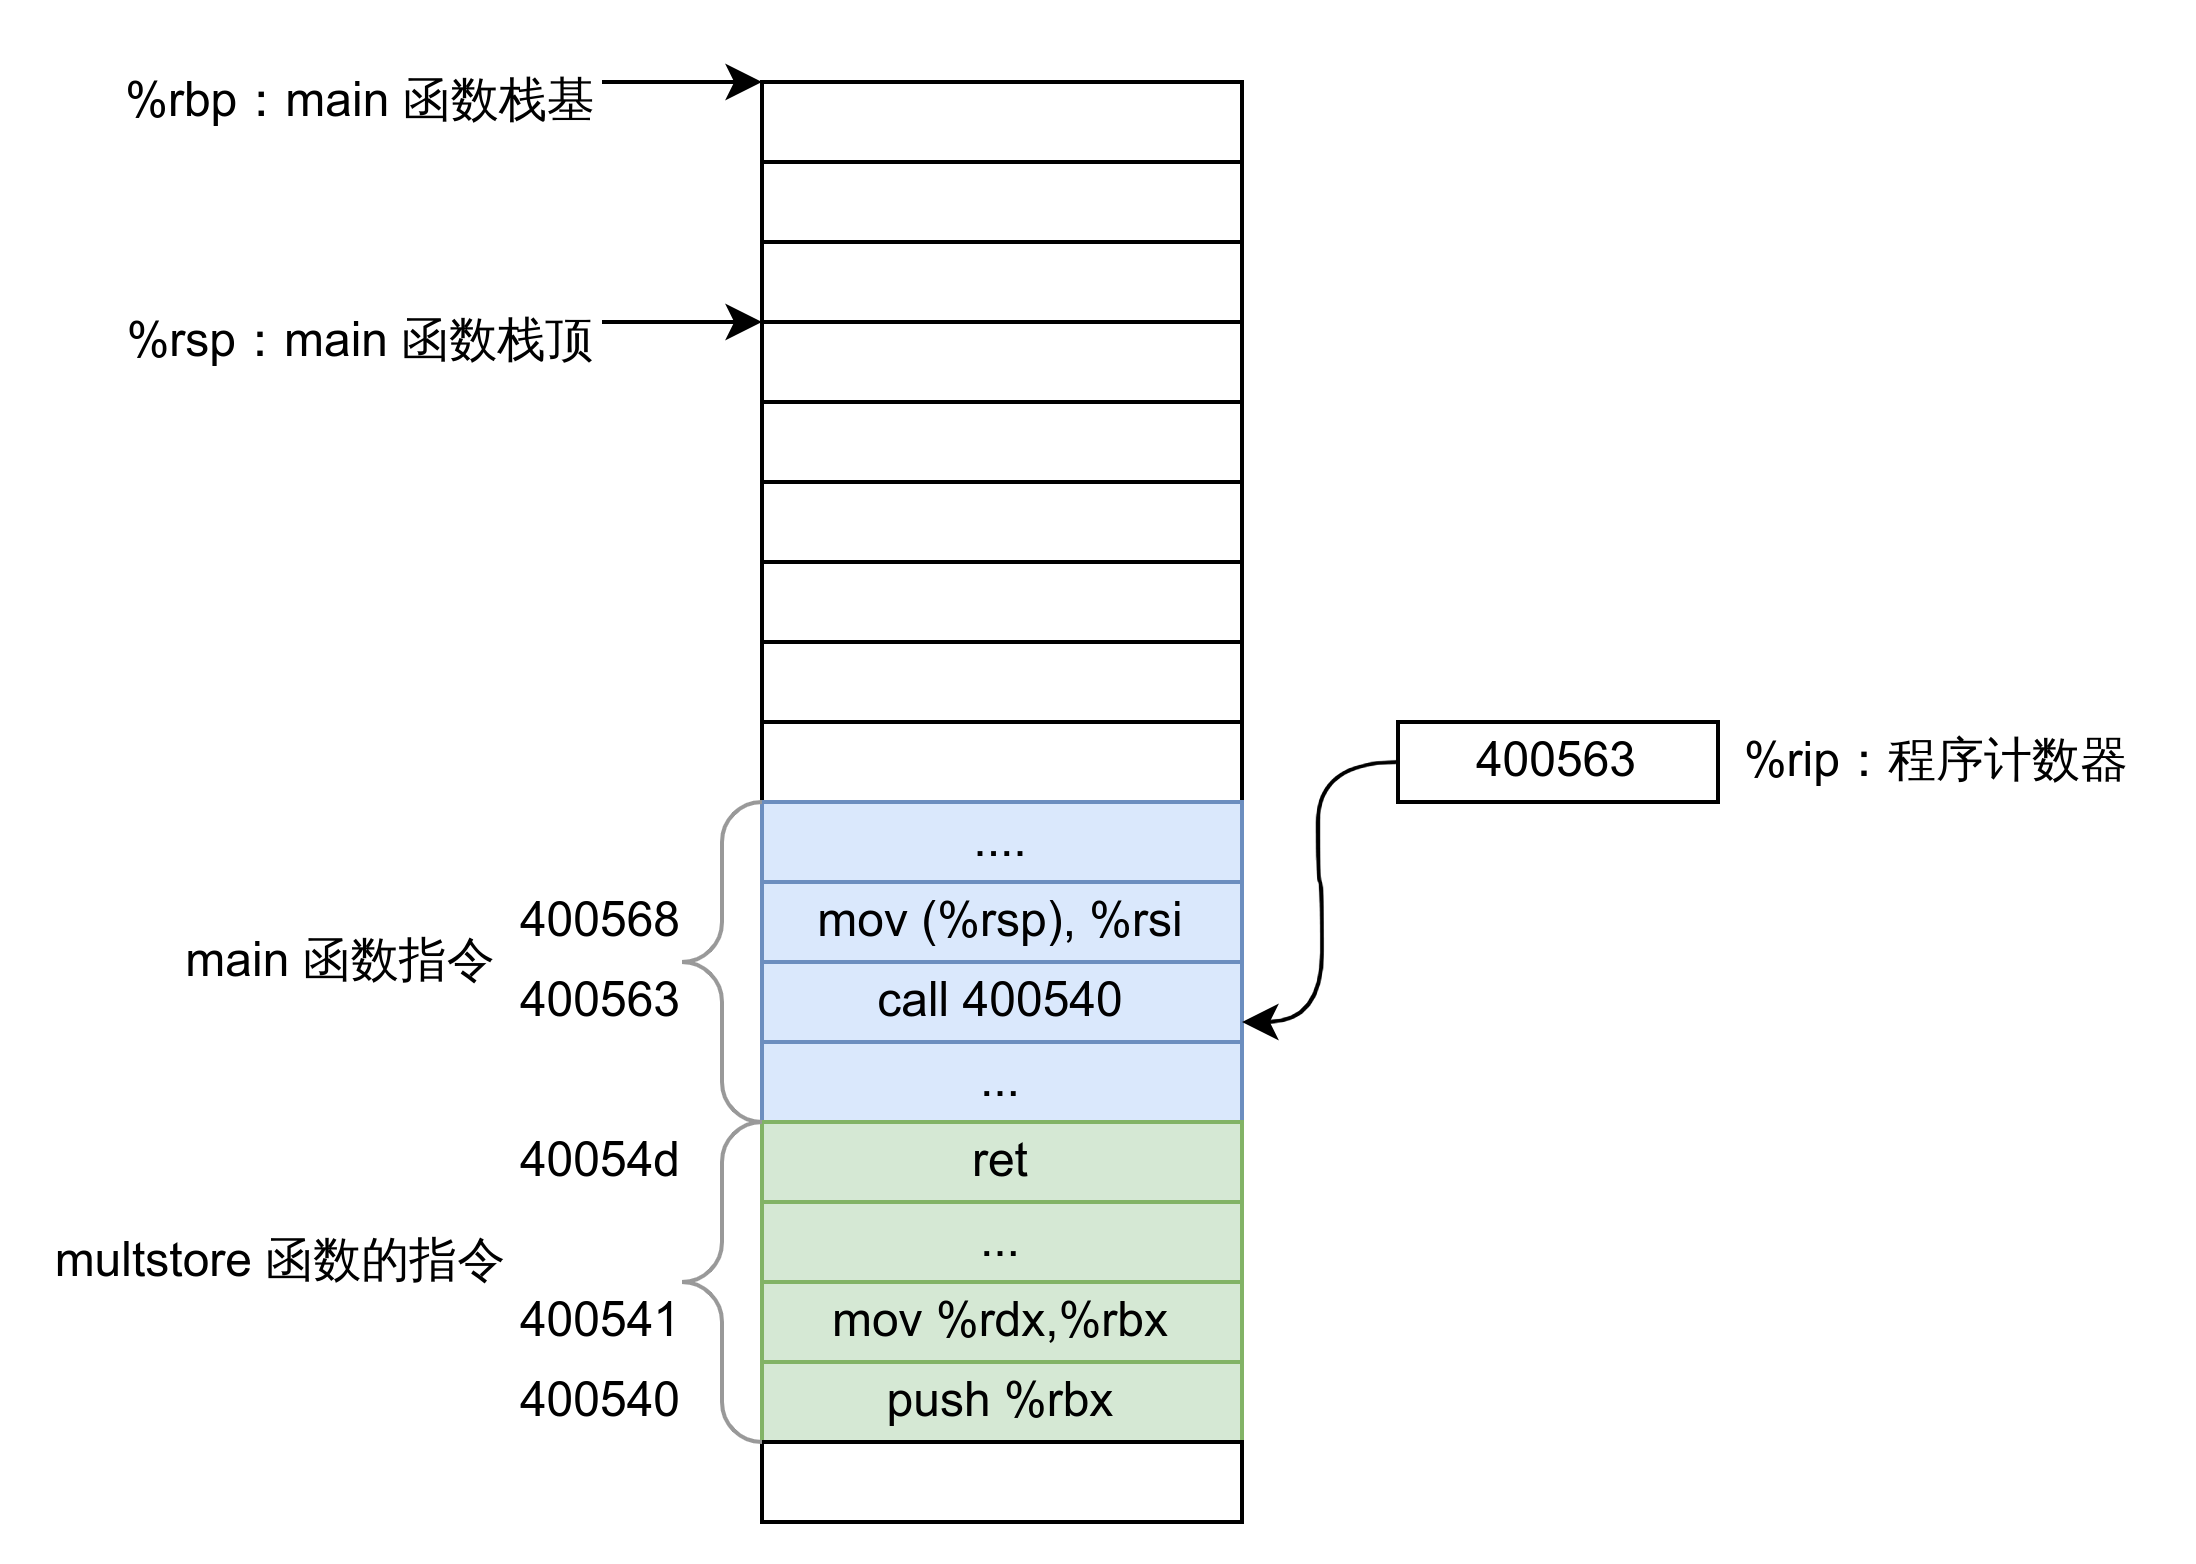 %rbp：main 函数栈基
%rsp：main 函数栈顶
400563
%rip：程序计数器
....
400568
mov (%rsp), %rsi
main 函数指令
400563
call 400540
...
40054d
ret
...
multstore 函数的指令
400541
mov %rdx,%rbx
400540
push %rbx